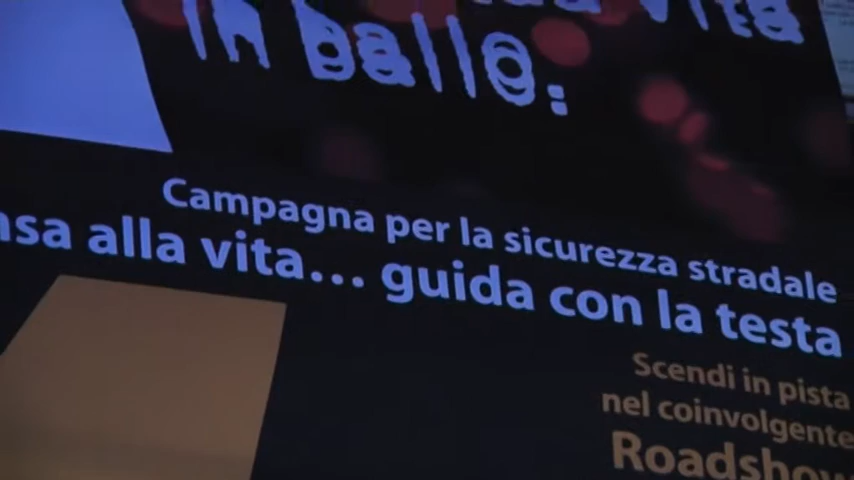 vita
in ballo:
Campagna per la sicurezza stradale
alla vita... guida con la testa
Scendi in pista
nel coinvolgente
Roadshow